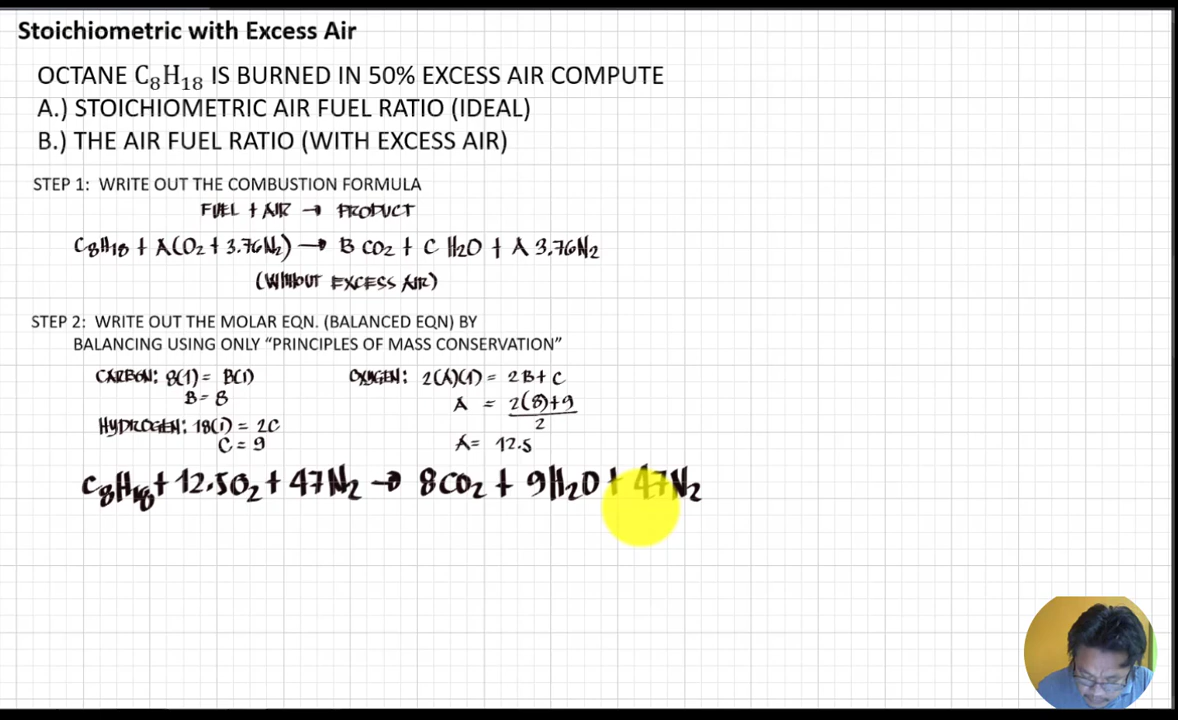 Stoichiometric with Excess Air
OCTANE C₈H₁₈ IS BURNED IN 50% EXCESS AIR COMPUTE
A.) STOICHIOMETRIC AIR FUEL RATIO (IDEAL)
B.) THE AIR FUEL RATIO (WITH EXCESS AIR)
STEP 1: WRITE OUT THE COMBUSTION FORMULA
FUEL + AIR → PRODUCT
C₈H₁₈ + A(O₂ + 3.76N₂) → B CO₂ + C H₂O + A 3.76N₂
(WITHOUT EXCESS AIR)
STEP 2: WRITE OUT THE MOLAR EQN. (BALANCED EQN) BY
BALANCING USING ONLY “PRINCIPLES OF MASS CONSERVATION”
CARBON: 8(1) = B(1)
B = 8
HYDROGEN: 18(1) = 2C
C = 9
OXYGEN: 2(A)(1) = 2B + C
A = 2(8)+9
2
A = 12.5
C₈H₁₈ + 12.5O₂ + 47N₂ → 8CO₂ + 9H₂O + 47N₂